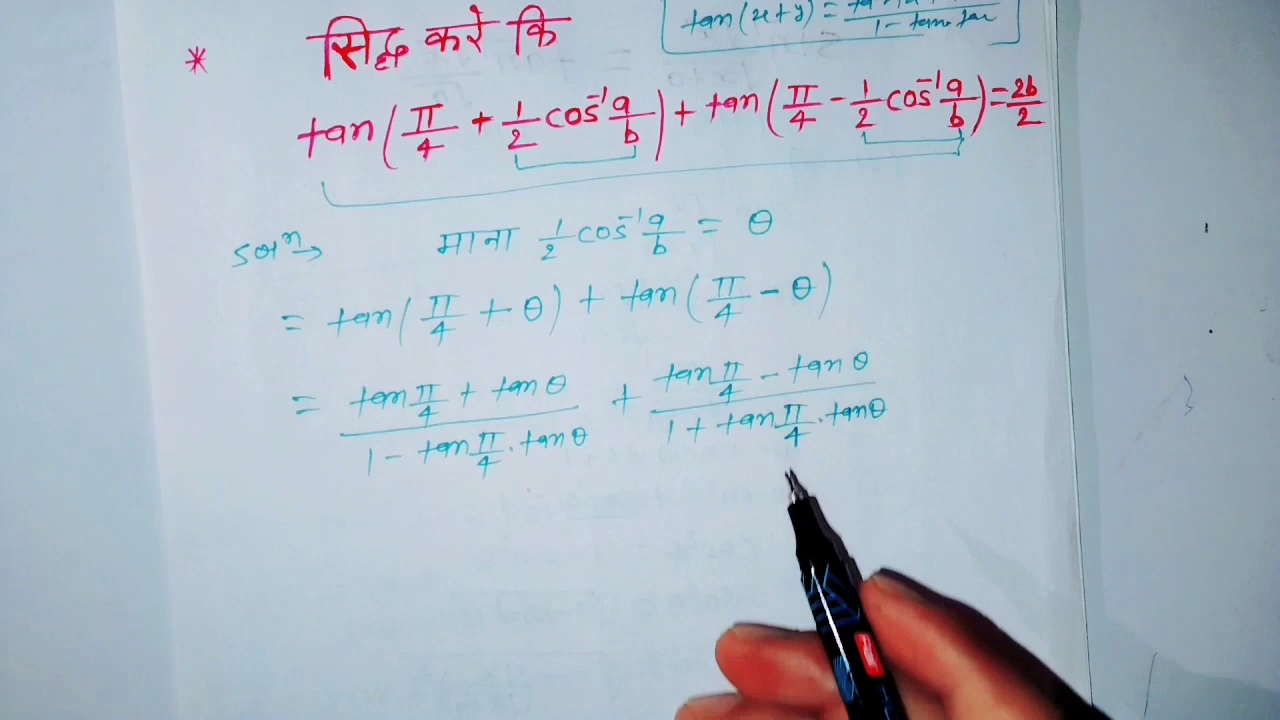 tan(x+y) = 1 - tan
* सिद्ध करे कि
tan(π/4 + 1/2 cos⁻¹ a/b) + tan(π/4 - 1/2 cos⁻¹ a/b) = 2b/2
solⁿ→ माना 1/2 cos⁻¹ a/b = θ
= tan(π/4 + θ) + tan(π/4 - θ)
= (tan π/4 + tan θ)/(1 - tan π/4 . tan θ) + (tan π/4 - tan θ)/(1 + tan π/4 . tan θ)